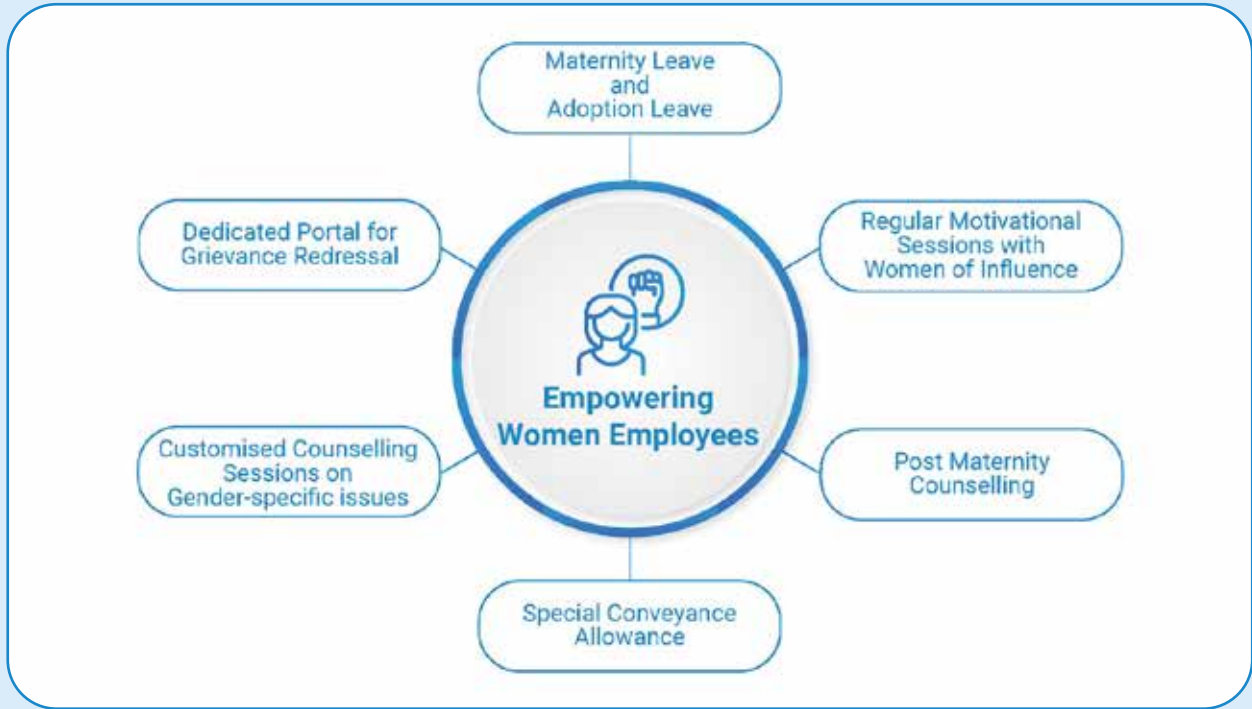 Maternity Leave
and
Adoption Leave
Dedicated Portal for
Grievance Redressal
Regular Motivational
Sessions with
Women of Influence
Empowering
Women Employees
Customised Counselling
Sessions on
Gender-specific issues
Post Maternity
Counselling
Special Conveyance
Allowance